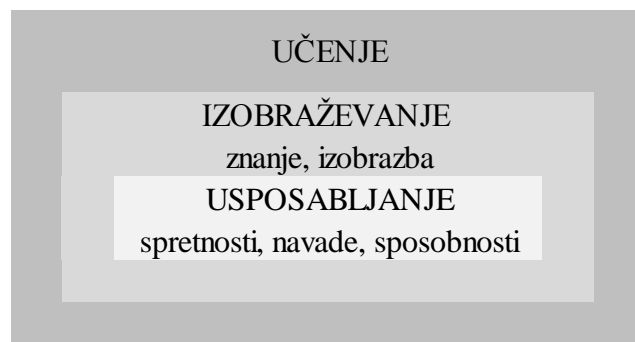 UČENJE
IZOBRAŽEVANJE
znanje, izobrazba
USPOSABLJANJE
spretnosti, navade, sposobnosti